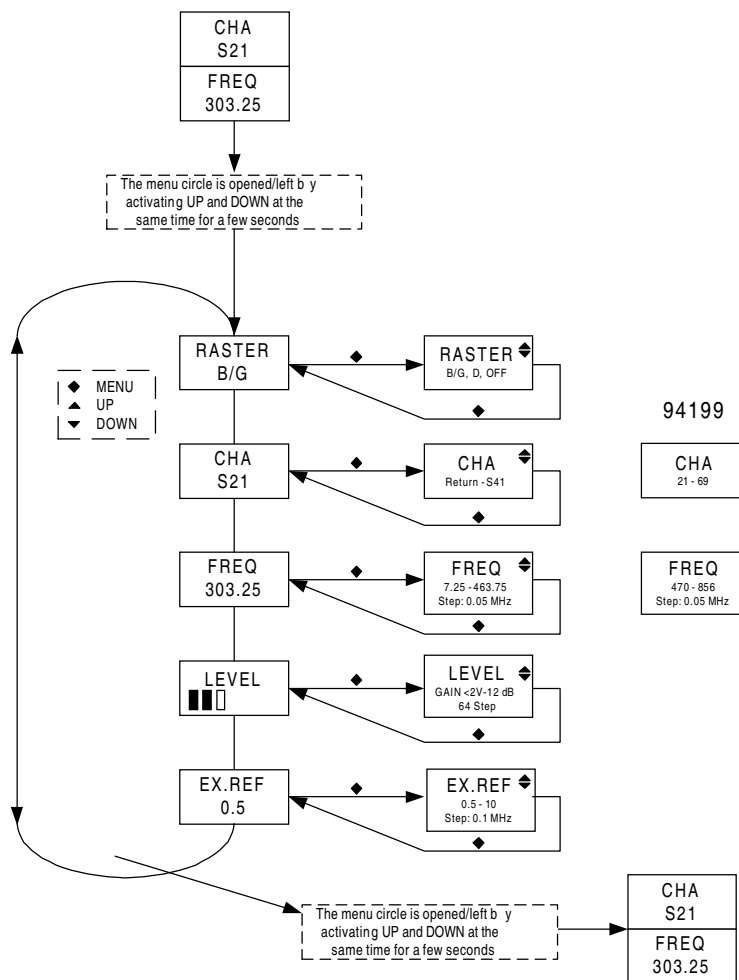 CHA
S21
FREQ
303.25
The menu circle is opened/left b y
activating UP and DOWN at the
same time for a few seconds
RASTER
B/G
RASTER
B/G, D, OFF
MENU
UP
DOWN
94199
CHA
S21
CHA
Return - S41
CHA
21 - 69
FREQ
303.25
FREQ
7.25 - 463.75
Step: 0.05 MHz
FREQ
470 - 856
Step: 0.05 MHz
LEVEL
LEVEL
GAIN <2V-12 dB
64 Step
EX.REF
0.5
EX.REF
0.5 - 10
Step: 0.1 MHz
The menu circle is opened/left b y
activating UP and DOWN at the
same time for a few seconds
CHA
S21
FREQ
303.25